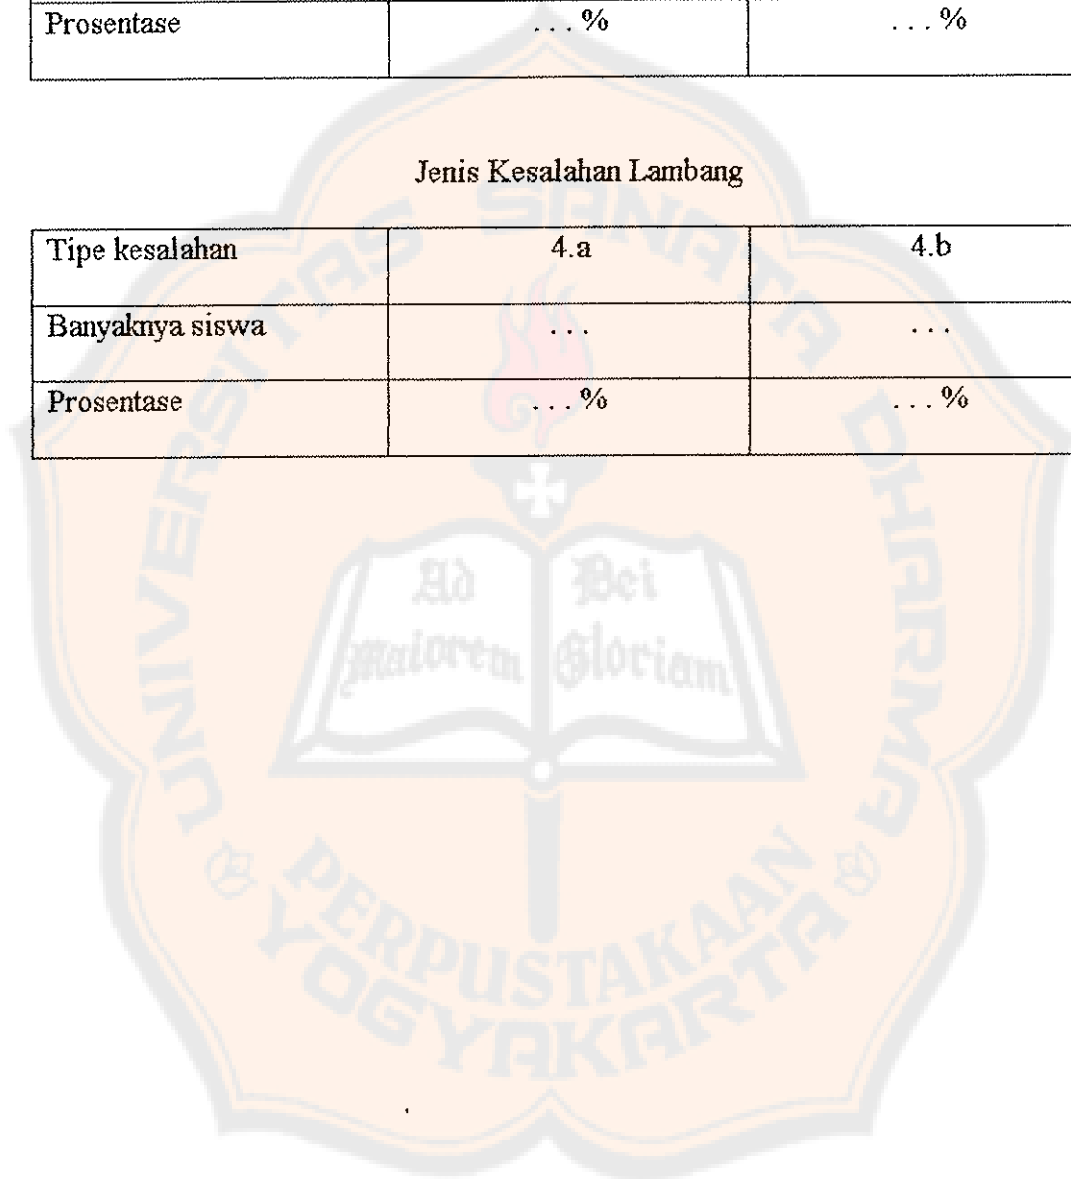 Prosentase ... % ... %
Jenis Kesalahan Lambang
Tipe kesalahan 4.a 4.b
Banyaknya siswa ... ...
Prosentase ... % ... %
UNIVERSITAS SANATA DHARMA
Ad Dei
Maiorem Gloriam
PERPUSTAKAAN
YOGYAKARTA